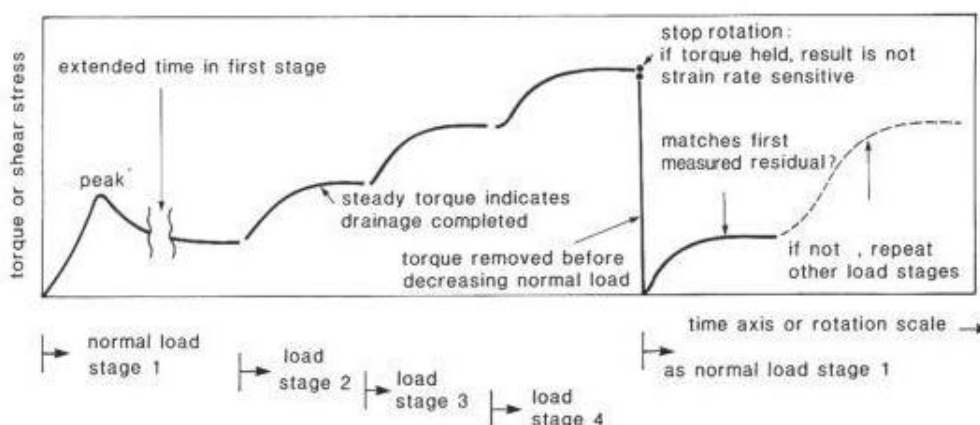 stop rotation:
if torque held, result is not
strain rate sensitive
extended time in first stage
torque or shear stress
peak
matches first
measured residual?
steady torque indicates
drainage completed
torque removed before
decreasing normal load
if not , repeat
other load stages
time axis or rotation scale
normal load
stage 1
load
stage 2
load
stage 3
load
stage 4
as normal load stage 1